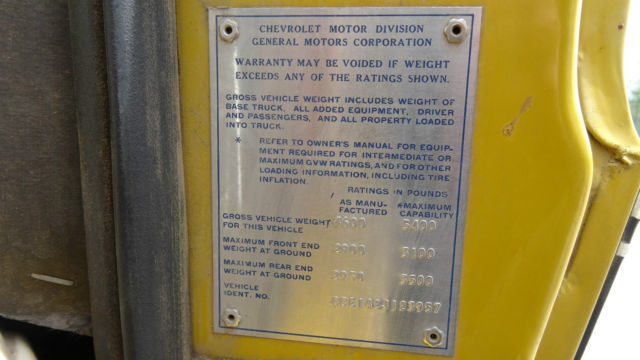 CHEVROLET MOTOR DIVISION
GENERAL MOTORS CORPORATION
WARRANTY MAY BE VOIDED IF WEIGHT
EXCEEDS ANY OF THE RATINGS SHOWN.
GROSS VEHICLE WEIGHT INCLUDES WEIGHT OF
BASE TRUCK, ALL ADDED EQUIPMENT, DRIVER
AND PASSENGERS, AND ALL PROPERTY LOADED
INTO TRUCK.
* REFER TO OWNER'S MANUAL FOR EQUIP-
MENT REQUIRED FOR INTERMEDIATE OR
MAXIMUM GVW RATINGS, AND FOR OTHER
LOADING INFORMATION, INCLUDING TIRE
INFLATION.
RATINGS IN POUNDS
AS MANU- *MAXIMUM
FACTURED CAPABILITY
GROSS VEHICLE WEIGHT 5400
FOR THIS VEHICLE
MAXIMUM FRONT END 3100
WEIGHT AT GROUND
MAXIMUM REAR END 3500
WEIGHT AT GROUND
VEHICLE
IDENT. NO.